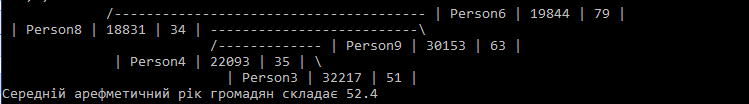 /--------------------------------------- | Person6 | 19844 | 79 |
| Person8 | 18831 | 34 | --------------------------\
/------------- | Person9 | 30153 | 63 |
| Person4 | 22093 | 35 | \
| Person3 | 32217 | 51 |
Середній арефметичний рік громадян складає 52.4